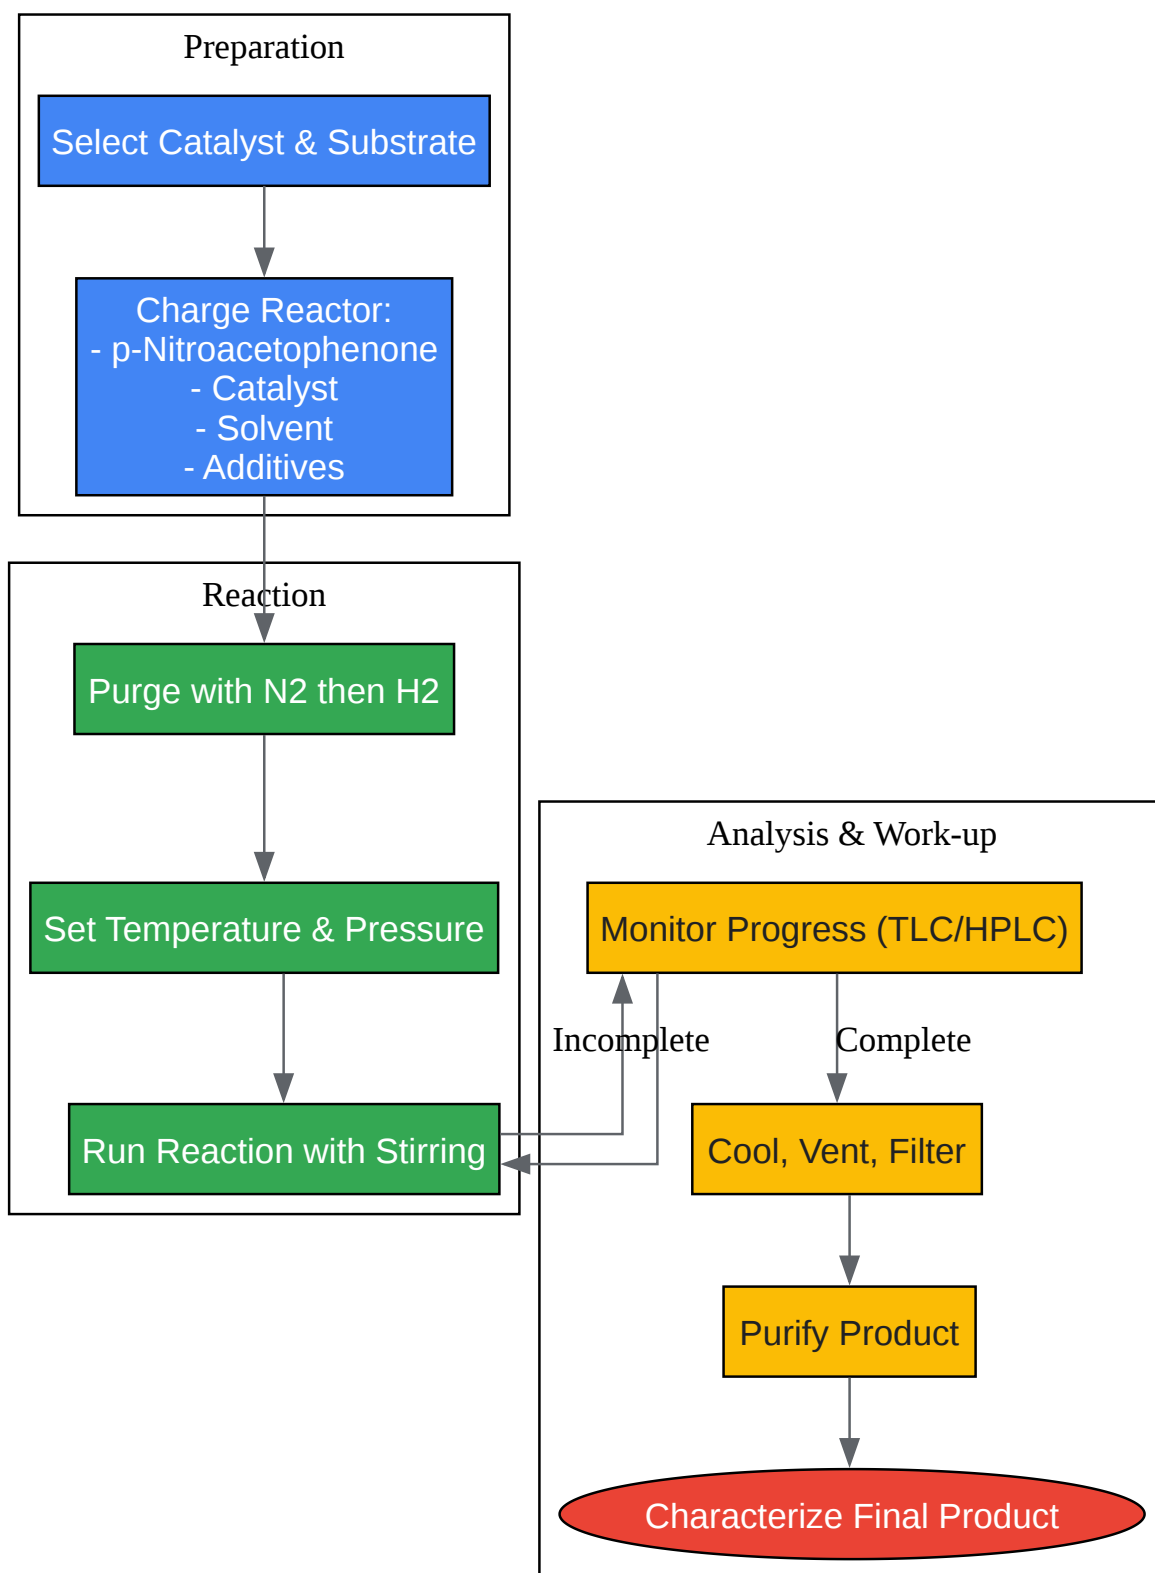 Preparation
Select Catalyst & Substrate
Charge Reactor:
- p-Nitroacetophenone
- Catalyst
- Solvent
- Additives
Reaction
Purge with N2 then H2
Set Temperature & Pressure
Run Reaction with Stirring
Analysis & Work-up
Monitor Progress (TLC/HPLC)
Incomplete
Complete
Cool, Vent, Filter
Purify Product
Characterize Final Product